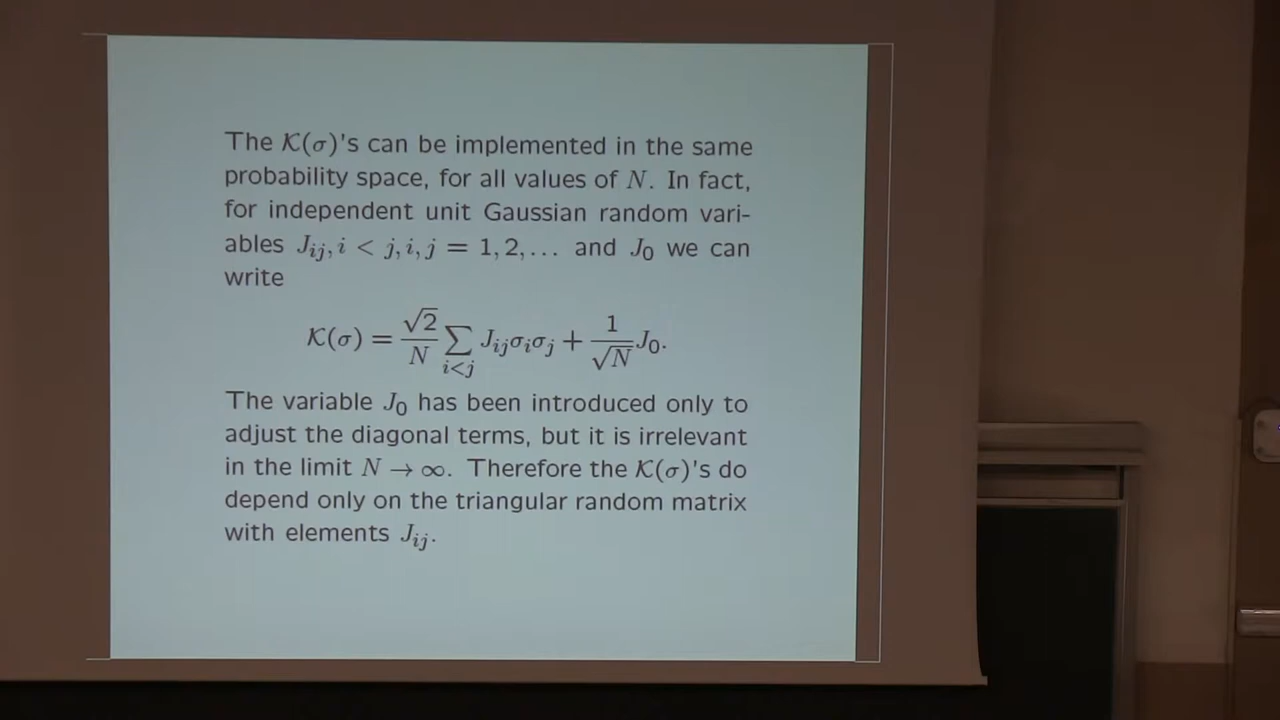 The K(σ)'s can be implemented in the same
probability space, for all values of N. In fact,
for independent unit Gaussian random vari-
ables J_{ij}, i < j, i, j = 1, 2, ... and J_0 we can
write
K(σ) = \frac{√2}{N} ∑_{i<j} J_{ij}σ_iσ_j + \frac{1}{√N} J_0.
The variable J_0 has been introduced only to
adjust the diagonal terms, but it is irrelevant
in the limit N → ∞. Therefore the K(σ)'s do
depend only on the triangular random matrix
with elements J_{ij}.